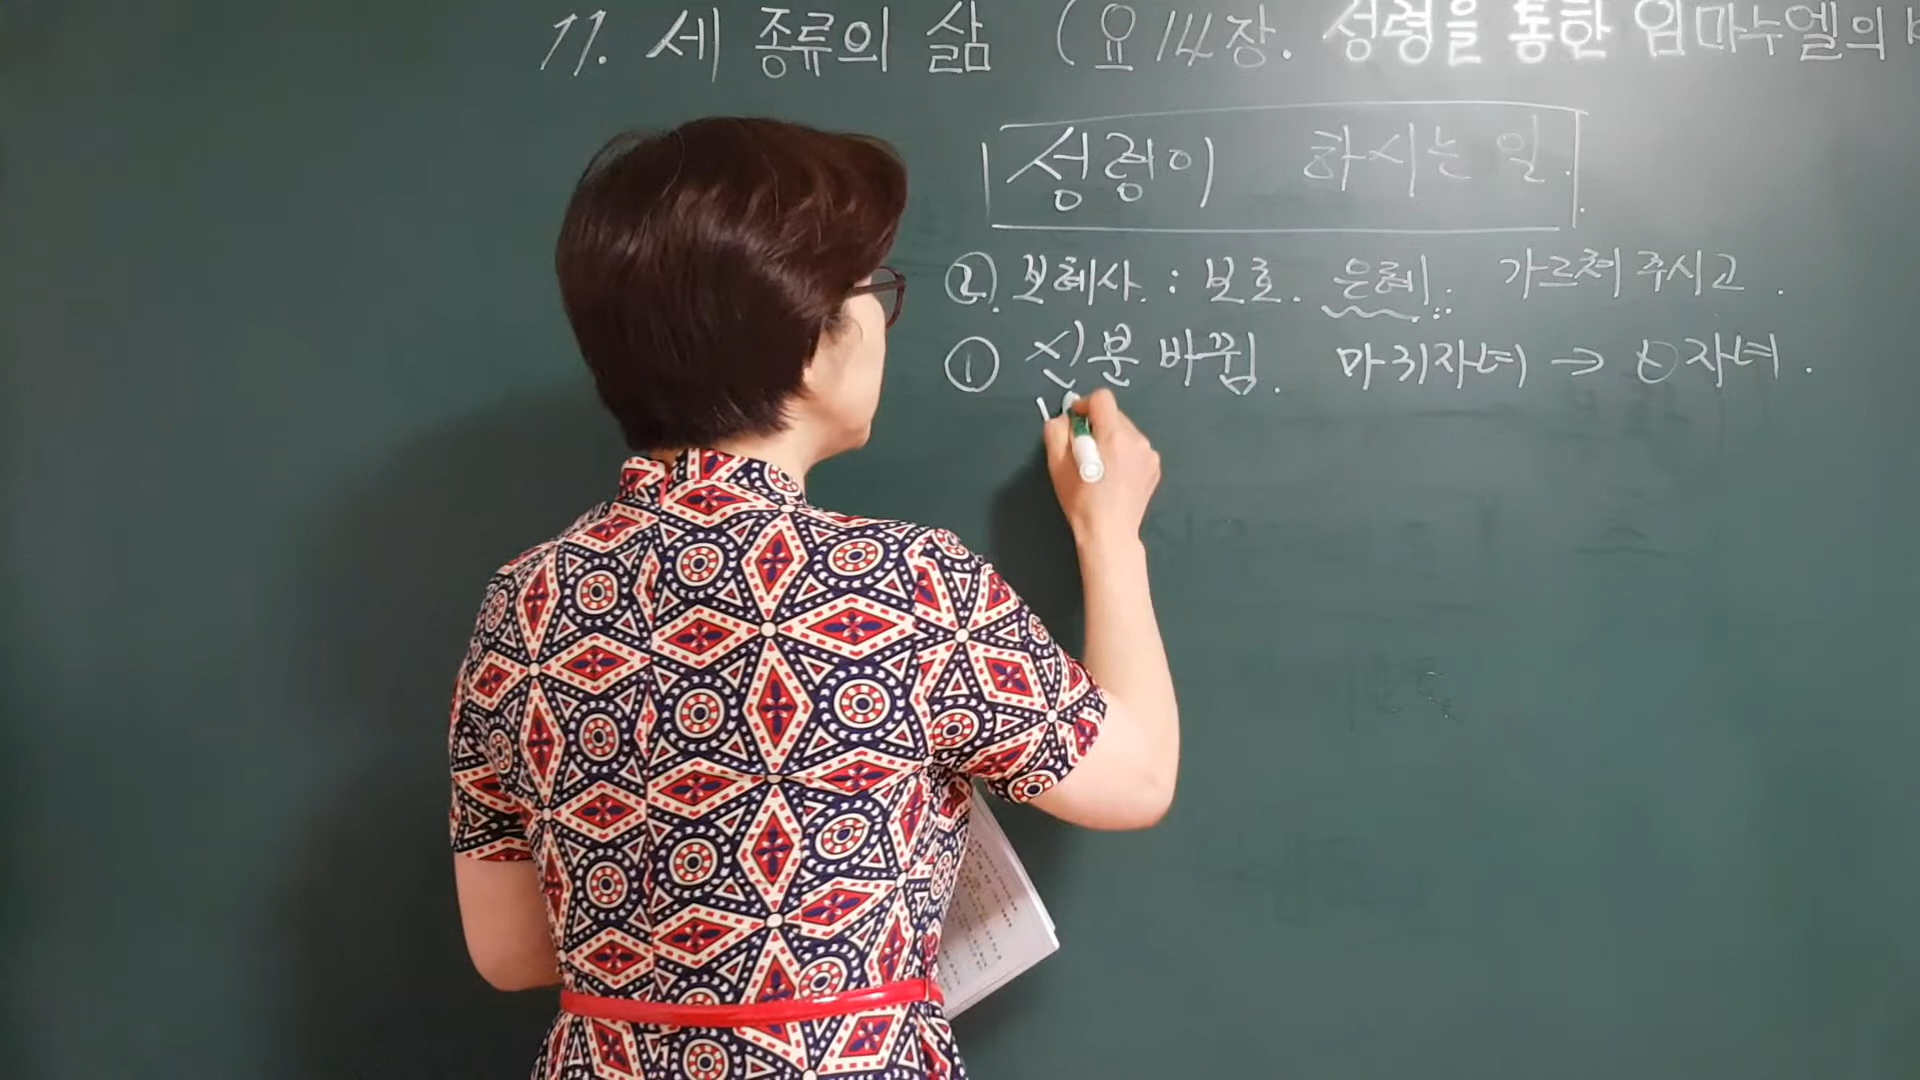 11. 세 종류의 삶 (요 14장. 성령을 통한 임마누엘의
성령이 하시는 일.
②. 보혜사 : 보호. 은혜. 가르쳐 주시고.
① 신분 바뀜. 마귀자녀 → 자녀.